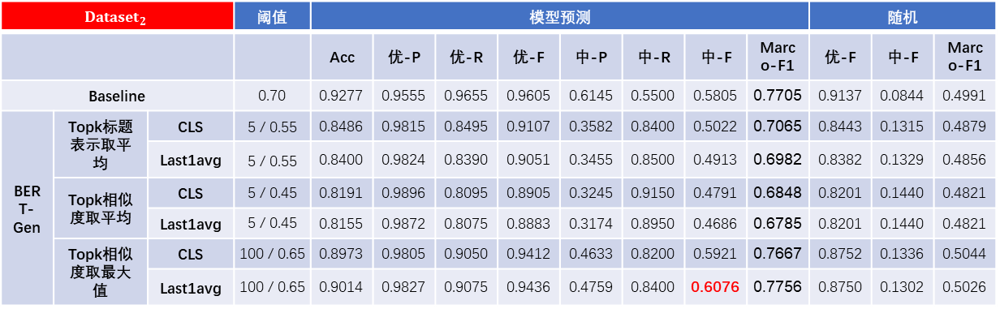 Dataset₂ 阈值 模型预测 随机
Acc 优-P 优-R 优-F 中-P 中-R 中-F Marco-F1 优-F 中-F Marco-F1
Baseline 0.70 0.9277 0.9555 0.9655 0.9605 0.6145 0.5500 0.5805 0.7705 0.9137 0.0844 0.4991
BERT-Gen Topk标题表示取平均 CLS 5 / 0.55 0.8486 0.9815 0.8495 0.9107 0.3582 0.8400 0.5022 0.7065 0.8443 0.1315 0.4879
Last1avg 5 / 0.55 0.8400 0.9824 0.8390 0.9051 0.3455 0.8500 0.4913 0.6982 0.8382 0.1329 0.4856
Topk相似度取平均 CLS 5 / 0.45 0.8191 0.9896 0.8095 0.8905 0.3245 0.9150 0.4791 0.6848 0.8201 0.1440 0.4821
Last1avg 5 / 0.45 0.8155 0.9872 0.8075 0.8883 0.3174 0.8950 0.4686 0.6785 0.8201 0.1440 0.4821
Topk相似度取最大值 CLS 100 / 0.65 0.8973 0.9805 0.9050 0.9412 0.4633 0.8200 0.5921 0.7667 0.8752 0.1336 0.5044
Last1avg 100 / 0.65 0.9014 0.9827 0.9075 0.9436 0.4759 0.8400 0.6076 0.7756 0.8750 0.1302 0.5026